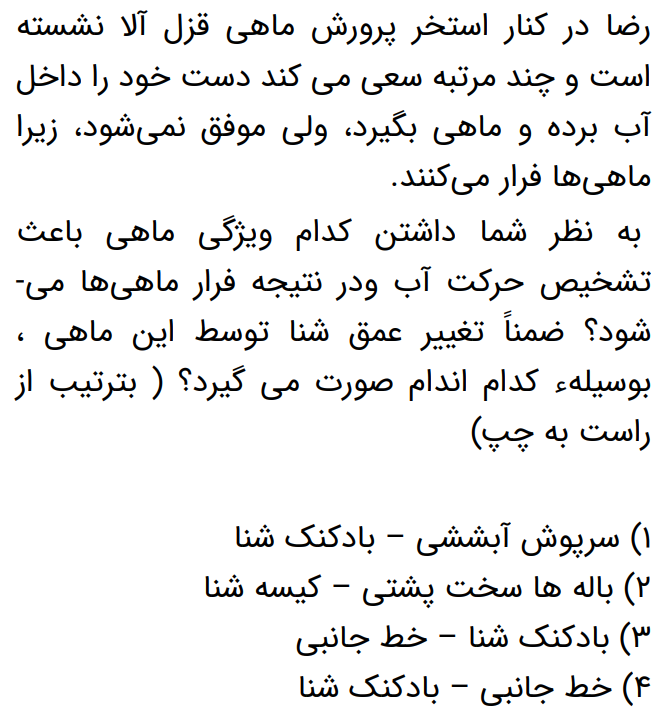 رضا در کنار استخر پرورش ماهی قزل آلا نشسته
است و چند مرتبه سعی می کند دست خود را داخل
آب برده و ماهی بگیرد، ولی موفق نمی‌شود، زیرا
ماهی‌ها فرار می‌کنند.
به نظر شما داشتن کدام ویژگی ماهی باعث
تشخیص حرکت آب ودر نتیجه فرار ماهی‌ها می-
شود؟ ضمناً تغییر عمق شنا توسط این ماهی ،
بوسیلهء کدام اندام صورت می گیرد؟ ( بترتیب از
راست به چپ)
۱) سرپوش آبششی – بادکنک شنا
۲) باله ها سخت پشتی – کیسه شنا
۳) بادکنک شنا – خط جانبی
۴) خط جانبی – بادکنک شنا